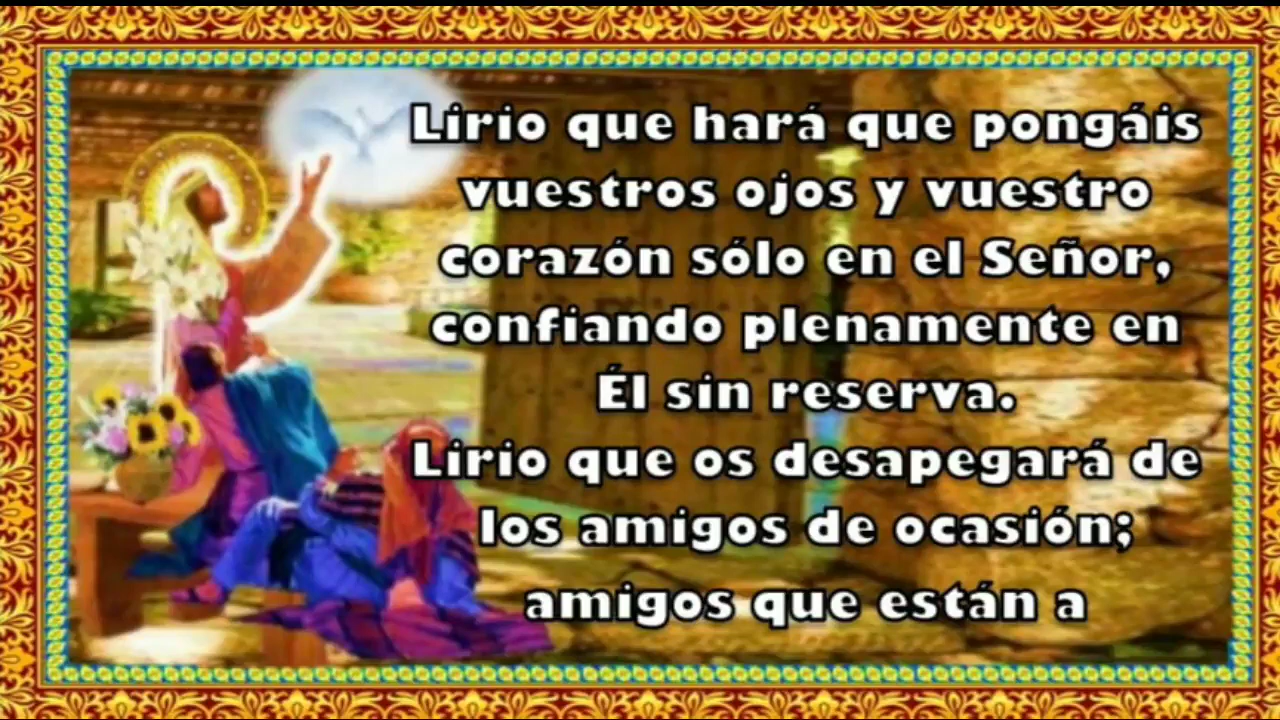 Lirio que hará que pongáis
vuestros ojos y vuestro
corazón sólo en el Señor,
confiando plenamente en
Él sin reserva.
Lirio que os desapegará de
los amigos de ocasión;
amigos que están a